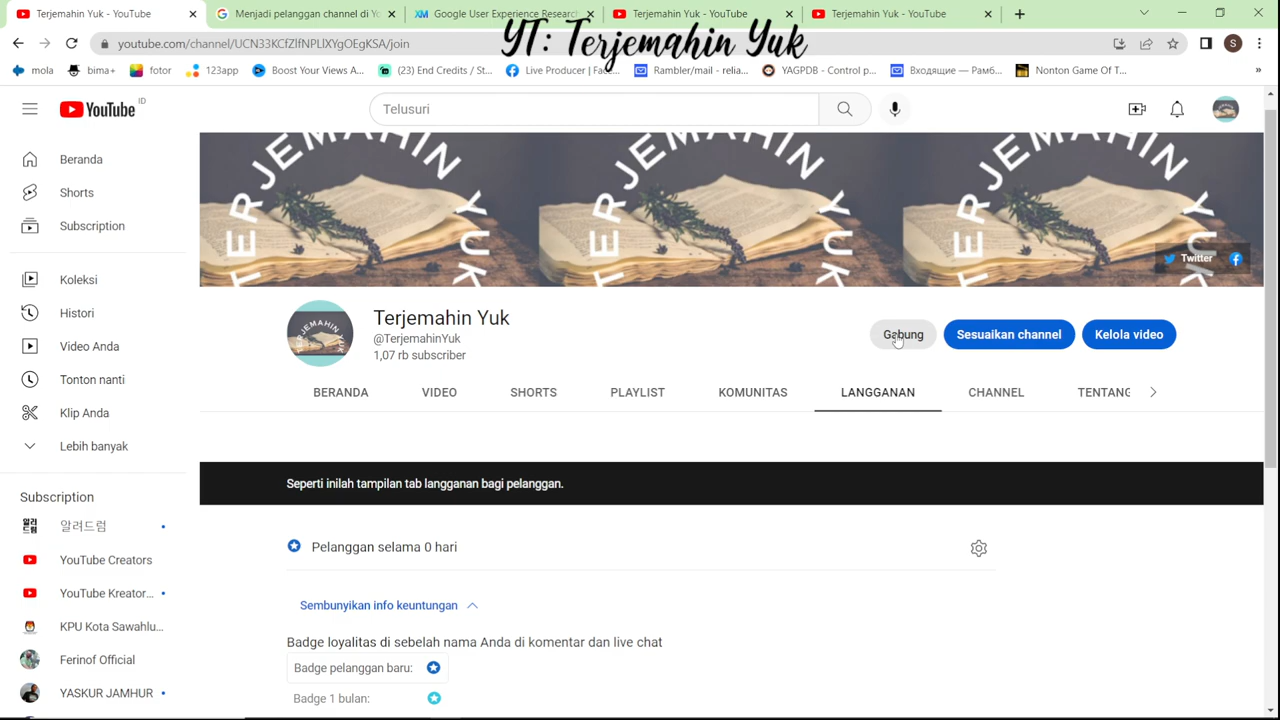 Terjemahin Yuk - YouTube
Menjadi pelanggan channel di Yo
Google User Experience Research
Terjemahin Yuk - YouTube
Terjemahin Yuk - YouTube
YT: Terjemahin Yuk
youtube.com/channel/UCN33KCfZlfNPLlXYgOEgKSA/join
S
mola
bima+
fotor
123app
Boost Your Views A...
(23) End Credits / St...
Live Producer | Fac...
Rambler/mail - relia...
YAGPDB - Control p...
Входящие — Рамб...
Nonton Game Of T...
»
YouTube ID
Telusuri
Beranda
Shorts
Subscription
Koleksi
Histori
Video Anda
Tonton nanti
Klip Anda
Lebih banyak
Subscription
알려드럼
YouTube Creators
YouTube Kreator...
KPU Kota Sawahlu...
Ferinof Official
YASKUR JAMHUR
TERJEMAHIN YUK
TERJEMAHIN YUK
TERJEMAHIN YUK
Twitter
TERJEMAHIN YUK
Terjemahin Yuk
@TerjemahinYuk
1,07 rb subscriber
Gabung
Sesuaikan channel
Kelola video
BERANDA
VIDEO
SHORTS
PLAYLIST
KOMUNITAS
LANGGANAN
CHANNEL
TENTANG
Seperti inilah tampilan tab langganan bagi pelanggan.
Pelanggan selama 0 hari
Sembunyikan info keuntungan
Badge loyalitas di sebelah nama Anda di komentar dan live chat
Badge pelanggan baru:
Badge 1 bulan: